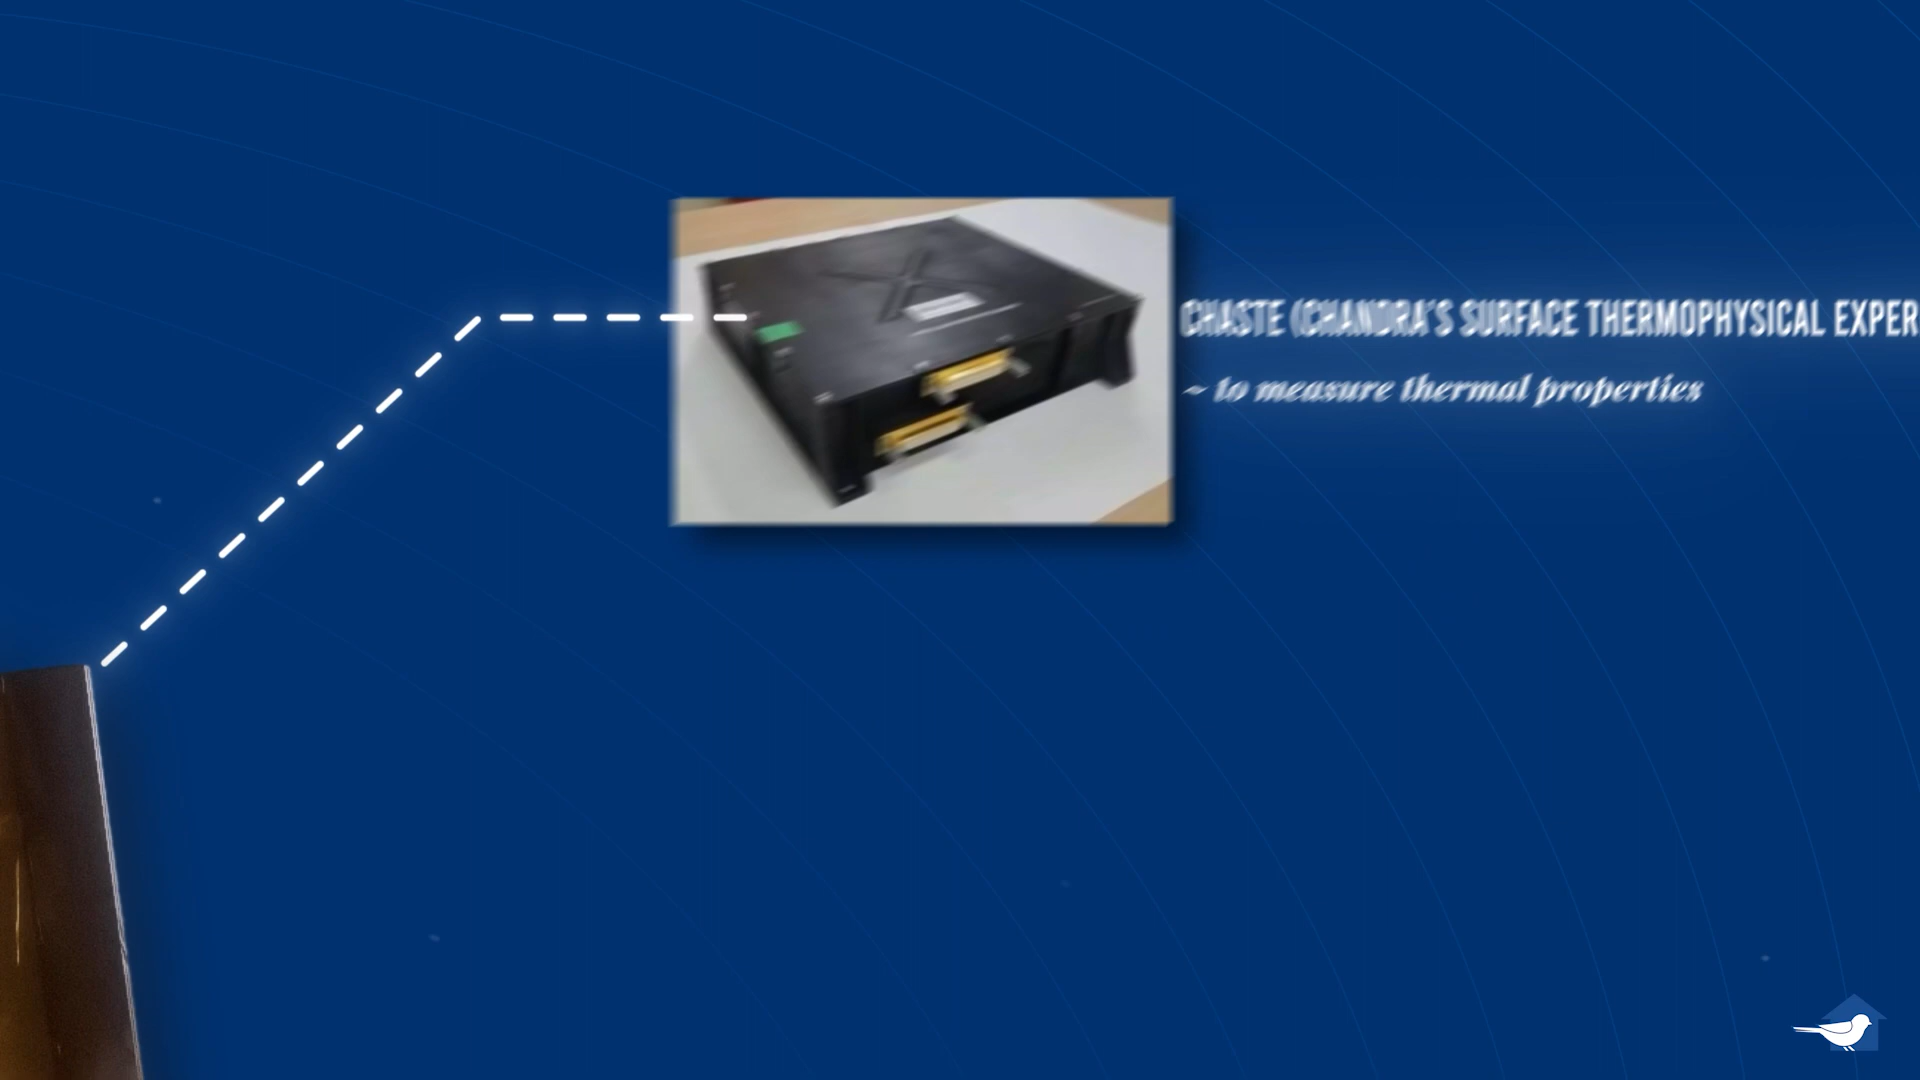 CHASTE (CHANDRA'S SURFACE THERMOPHYSICAL EXPER
~ to measure thermal properties